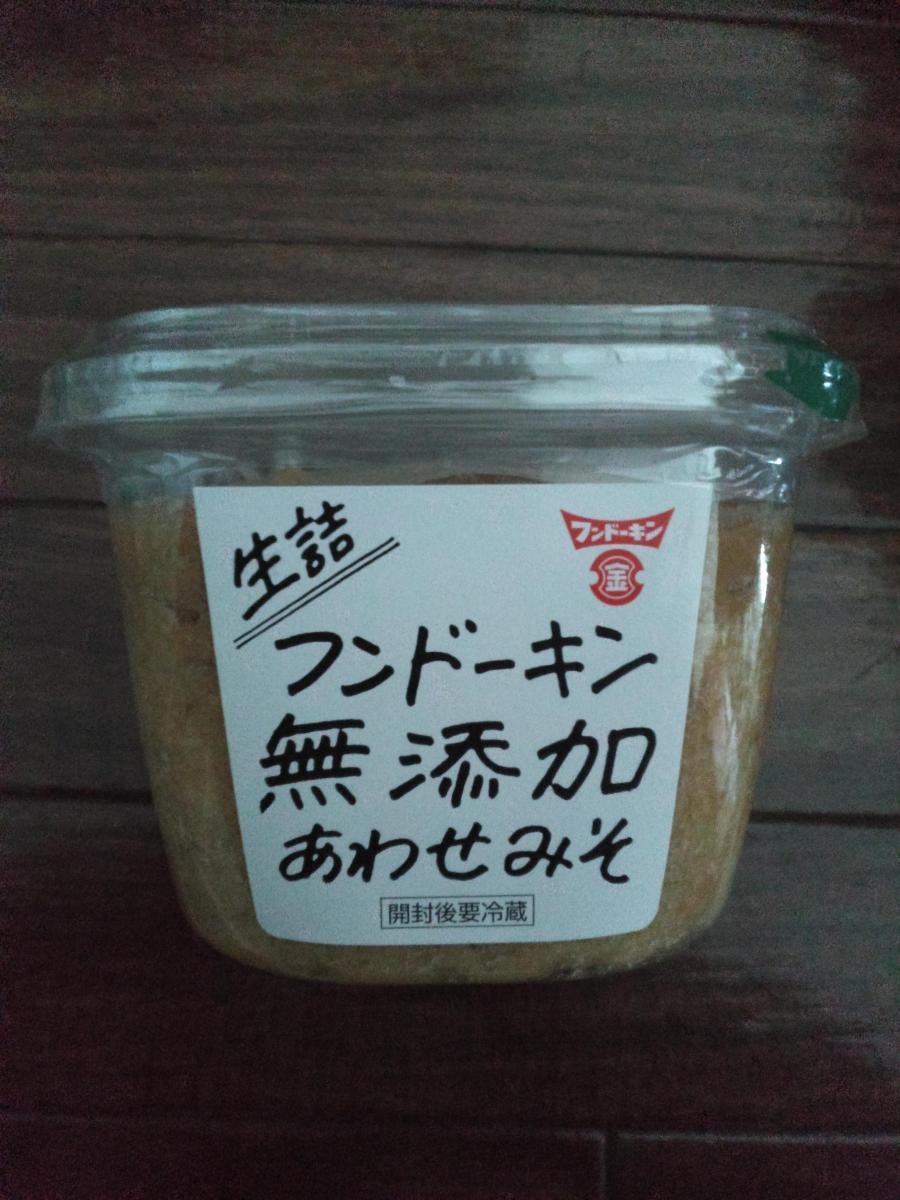 生詰
フンドーキン
金
フンドーキン
無添加
あわせみそ
開封後要冷蔵